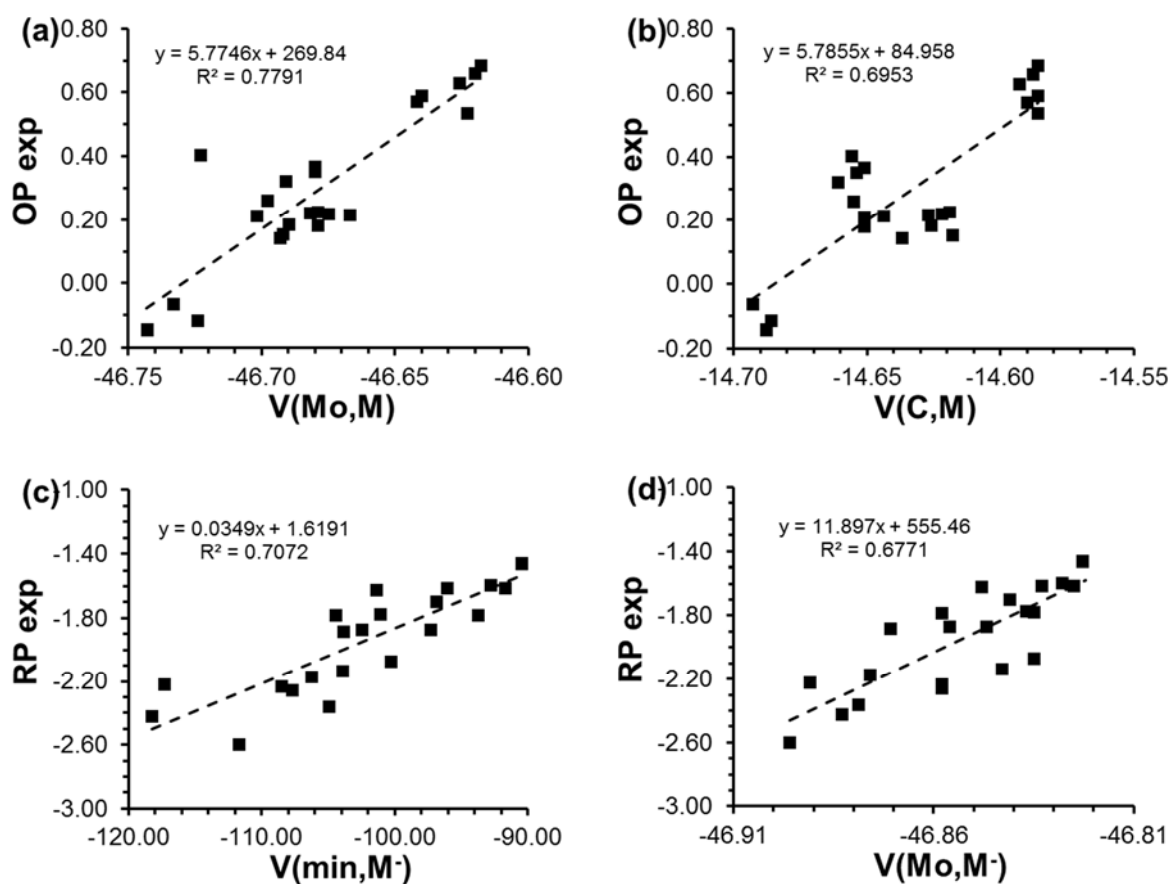 (a)
y = 5.7746x + 269.84
R² = 0.7791
OP exp
0.80
0.60
0.40
0.20
0.00
-0.20
-46.75
-46.70
-46.65
-46.60
V(Mo,M)
(b)
y = 5.7855x + 84.958
R² = 0.6953
OP exp
0.80
0.60
0.40
0.20
0.00
-0.20
-14.70
-14.65
-14.60
-14.55
V(C,M)
(c)
y = 0.0349x + 1.6191
R² = 0.7072
RP exp
-1.00
-1.40
-1.80
-2.20
-2.60
-3.00
-120.00
-110.00
-100.00
-90.00
V(min,M⁻)
(d)
y = 11.897x + 555.46
R² = 0.6771
RP exp
-1.00
-1.40
-1.80
-2.20
-2.60
-3.00
-46.91
-46.86
-46.81
V(Mo,M⁻)